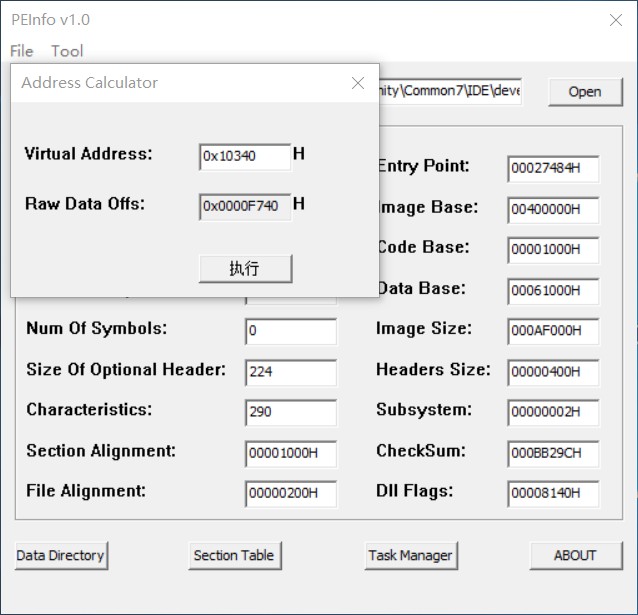 PEInfo v1.0
File Tool
Address Calculator
nity\Common7\IDE\deve
Open
Virtual Address: 0x10340 H
Raw Data Offs: 0x0000F740 H
执行
Entry Point: 00027484H
Image Base: 00400000H
Code Base: 00001000H
Data Base: 00061000H
Num Of Symbols: 0 Image Size: 000AF000H
Size Of Optional Header: 224 Headers Size: 00000400H
Characteristics: 290 Subsystem: 00000002H
Section Alignment: 00001000H CheckSum: 000BB29CH
File Alignment: 00000200H Dll Flags: 00008140H
Data Directory Section Table Task Manager ABOUT